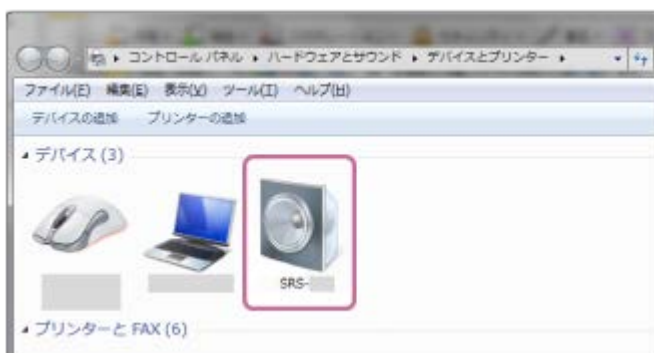 コントロール パネル ▸ ハードウェアとサウンド ▸ デバイスとプリンター ▸
ファイル(F) 編集(E) 表示(V) ツール(T) ヘルプ(H)
デバイスの追加 プリンターの追加
デバイス (3)
SRS-
プリンターと FAX (6)